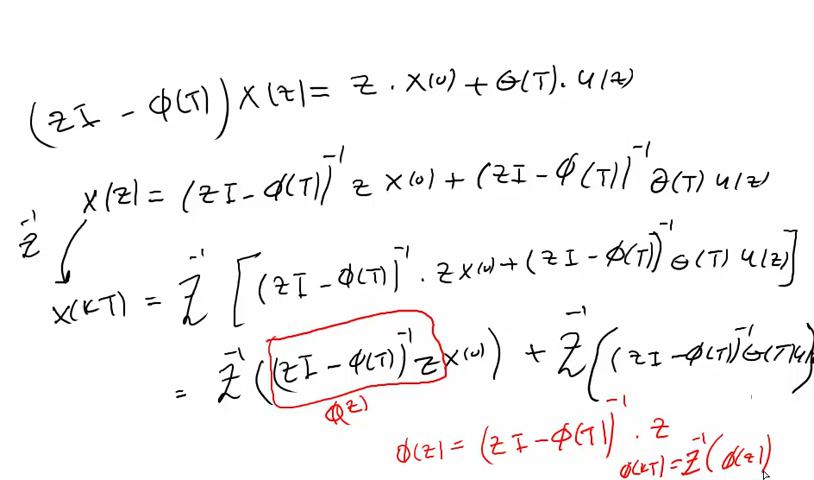 (zI - ϕ(T)) X(z) = z . X(0) + θ(T). u(z)
X(z) = (zI - ϕ(T))^-1 z X(0) + (zI - ϕ(T))^-1 θ(T) u(z)
Z^-1
X(kT) = Z^-1 [(zI - ϕ(T))^-1 . z X(0) + (zI - ϕ(T))^-1 θ(T) u(z)]
= Z^-1 ((zI - ϕ(T))^-1 z X(0)) + Z^-1 ((zI - ϕ(T))^-1 θ(T) u
ϕ(z)
ϕ(z) = (zI - ϕ(T))^-1 . z
ϕ(kT) = Z^-1 (ϕ(z))